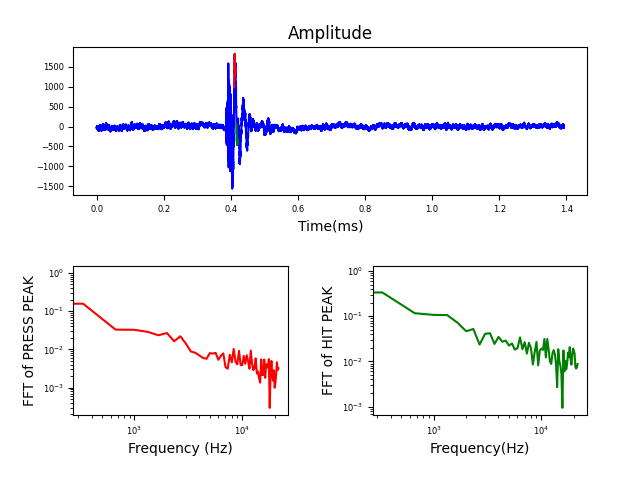 Amplitude
1500
1000
500
0
−500
−1000
−1500
0.0 0.2 0.4 0.6 0.8 1.0 1.2 1.4
Time(ms)
FFT of PRESS PEAK
10⁰
10⁻¹
10⁻²
10⁻³
10³ 10⁴
Frequency (Hz)
FFT of HIT PEAK
10⁰
10⁻¹
10⁻²
10⁻³
10³ 10⁴
Frequency(Hz)